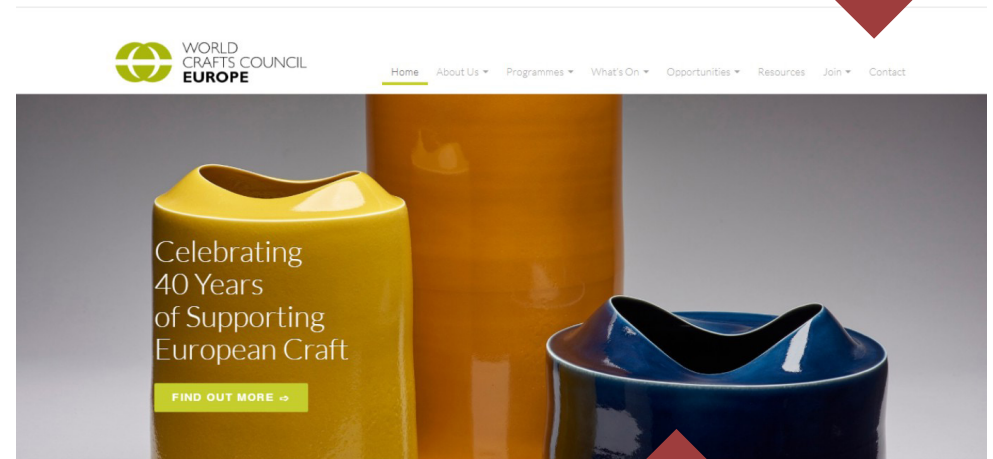 WORLD
CRAFTS COUNCIL
EUROPE
Home About Us Programmes What's On Opportunities Resources Join Contact
Celebrating
40 Years
of Supporting
European Craft
FIND OUT MORE ➩